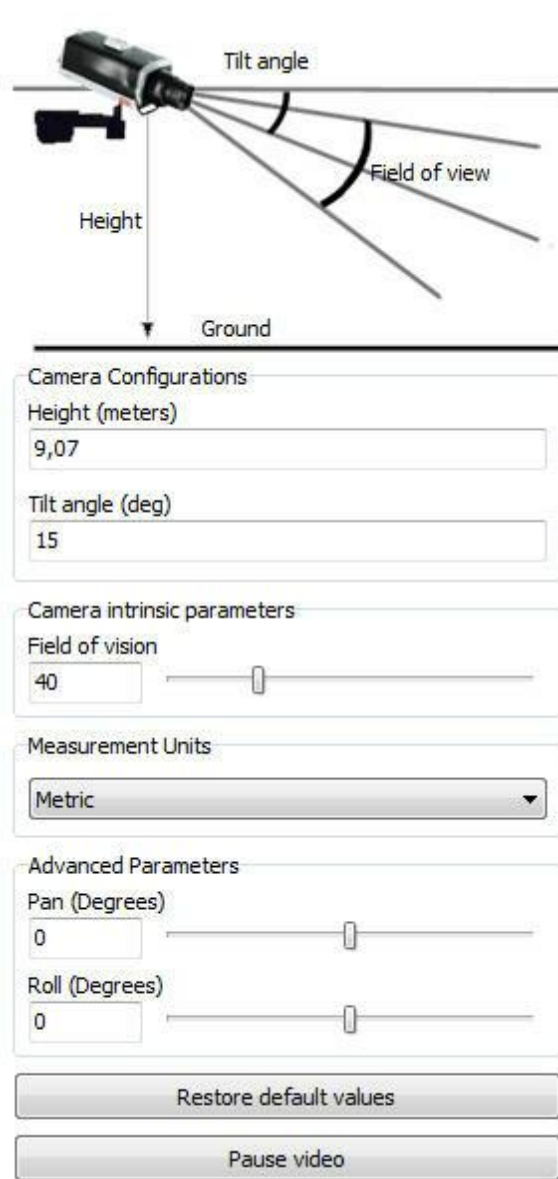 Tilt angle
Field of view
Height
Ground
Camera Configurations
Height (meters)
9,07
Tilt angle (deg)
15
Camera intrinsic parameters
Field of vision
40
Measurement Units
Metric
Advanced Parameters
Pan (Degrees)
0
Roll (Degrees)
0
Restore default values
Pause video